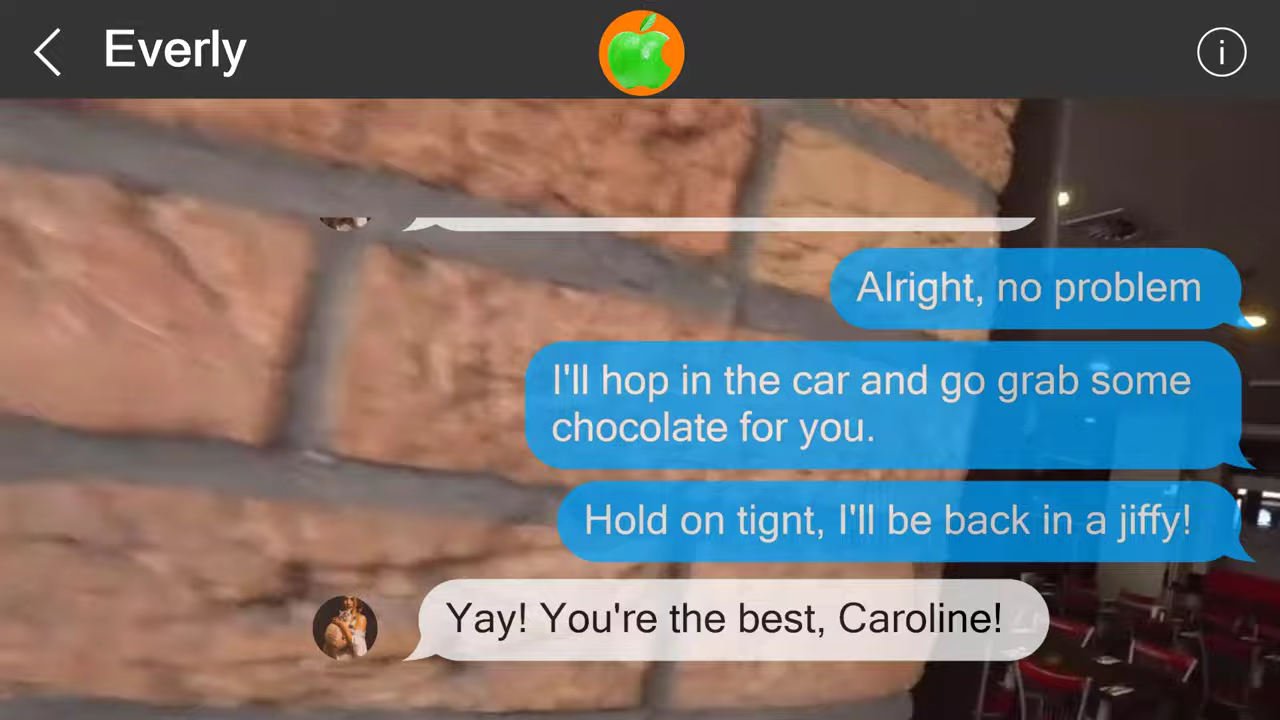 Everly
i
Alright, no problem
I'll hop in the car and go grab some
chocolate for you.
Hold on tignt, I'll be back in a jiffy!
Yay! You're the best, Caroline!